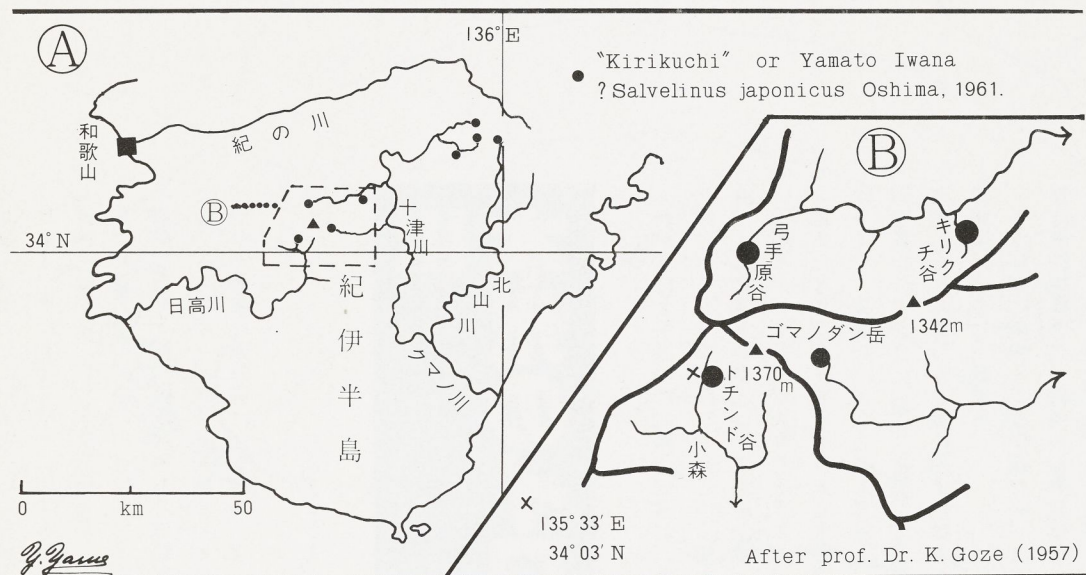 A
136°E
"Kirikuchi" or Yamato Iwana
? Salvelinus japonicus Oshima, 1961.
和歌山
紀の川
B
十津川
34°N
日高川
北山川
クマノ川
紀伊半島
0 km 50
B
弓手原谷
キリクチ谷
1342m
ゴマノダン岳
1370m
トチンド谷
小森
x
x
135°33′E
34°03′N
After prof. Dr. K. Goze (1957)